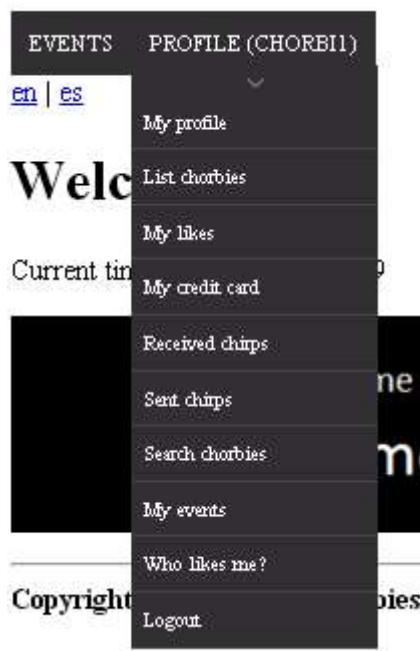 EVENTS PROFILE (CHORBI1)
en | es
My profile
Welc
List chorbies
My likes
Current tin 9
My credit card
Received chirps
me
Sent chirps
Search chorbies
My events
Who likes me?
Copyright bies
Logout